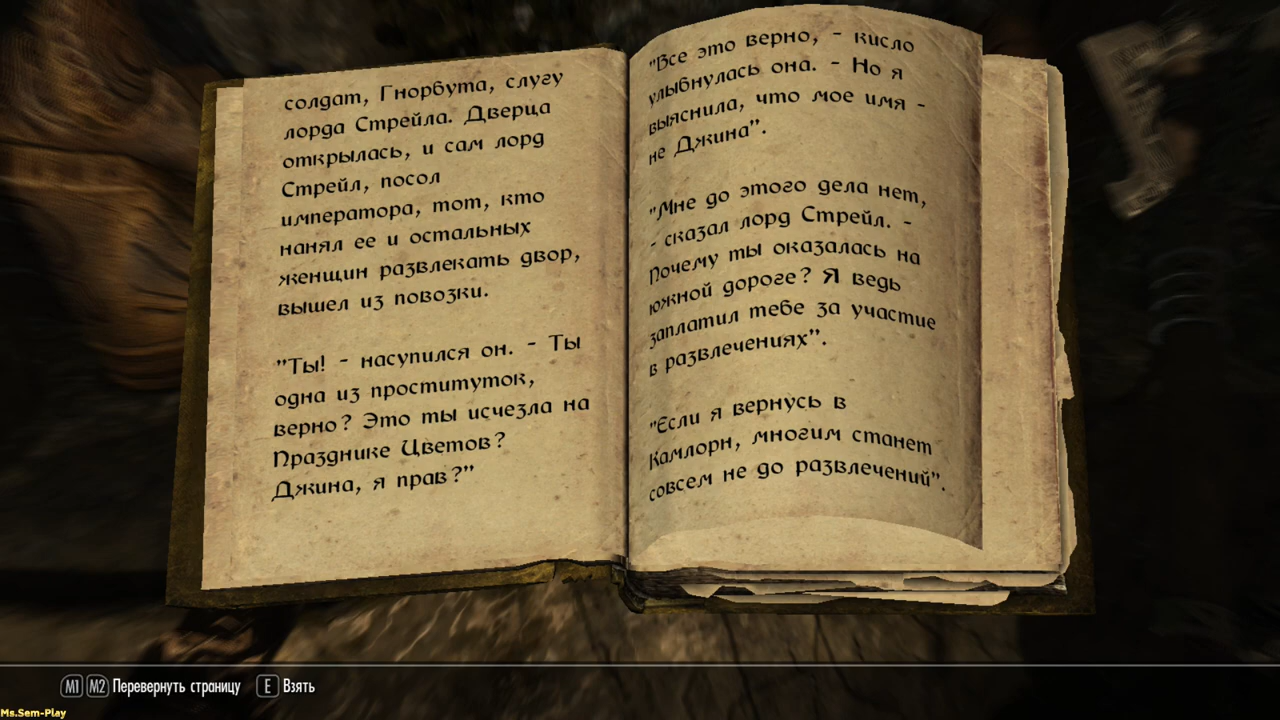 солдат, Гнорбута, слугу
лорда Стрейла. Дверца
открылась, и сам лорд
Стрейл, посол
императора, тот, кто
нанял ее и остальных
женщин развлекать двор,
вышел из повозки.
"Ты! - насупился он. - Ты
одна из проституток,
верно? Это ты исчезла на
Празднике Цветов?
Джина, я прав?"
"Все это верно, - кисло
улыбнулась она. - Но я
выяснила, что мое имя -
не Джина".
"Мне до этого дела нет,
- сказал лорд Стрейл. -
Почему ты оказалась на
южной дороге? Я ведь
заплатил тебе за участие
в развлечениях".
"Если я вернусь в
Камлорн, многим станет
совсем не до развлечений".
M1 M2 Перевернуть страницу E Взять
Ms.Sem-Play